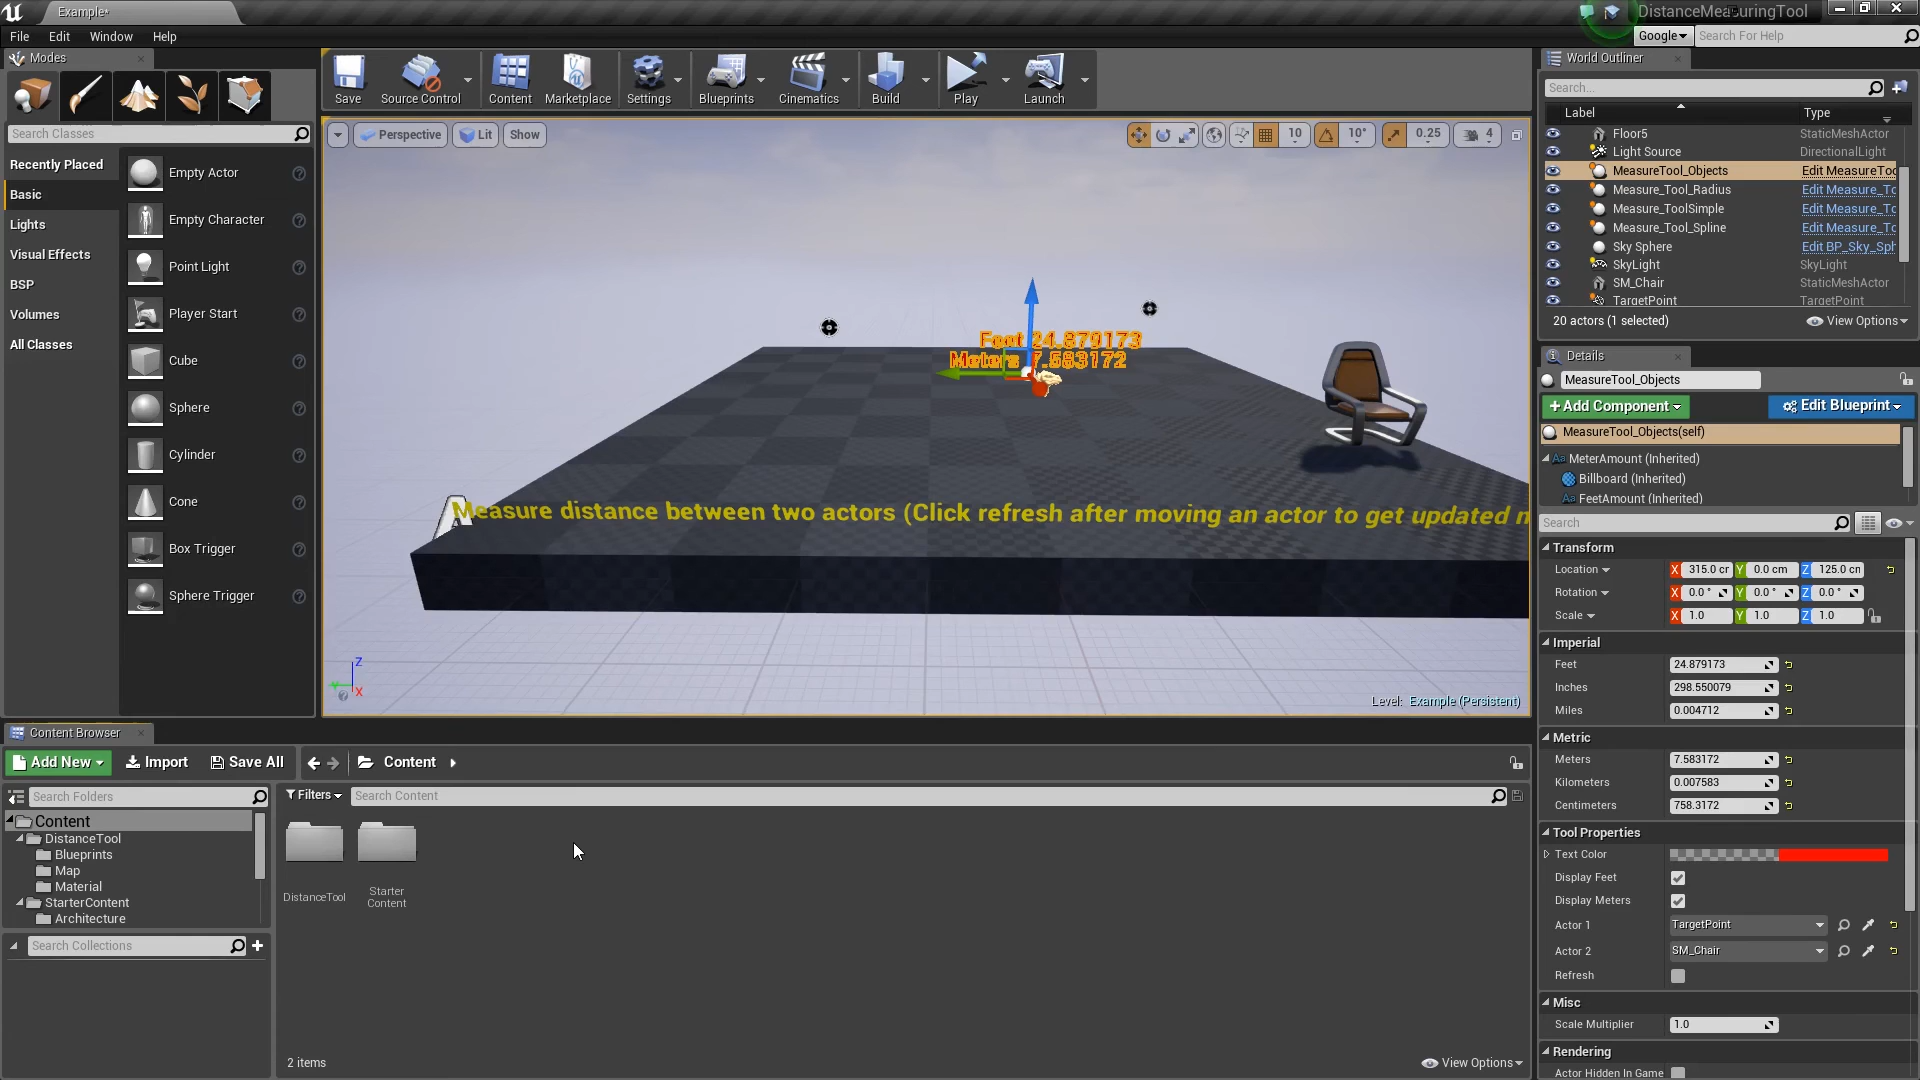 Example*
DistanceMeasuringTool
File Edit Window Help
Google
Search For Help
Modes
Search Classes
Recently Placed
Basic
Lights
Visual Effects
BSP
Volumes
All Classes
Empty Actor
Empty Character
Point Light
Player Start
Cube
Sphere
Cylinder
Cone
Box Trigger
Sphere Trigger
Save
Source Control
Content
Marketplace
Settings
Blueprints
Cinematics
Build
Play
Launch
Perspective
Lit
Show
10
10°
0.25
4
Feet 24.879173
Meters 7.583172
Measure distance between two actors (Click refresh after moving an actor to get updated
Z
X
Level: Example (Persistent)
World Outliner
Search...
Label Type
Floor5 StaticMeshActor
Light Source DirectionalLight
MeasureTool_Objects Edit MeasureToo
Measure_Tool_Radius Edit Measure_To
Measure_ToolSimple Edit Measure_To
Measure_Tool_Spline Edit Measure_To
Sky Sphere Edit BP_Sky_Sph
SkyLight SkyLight
SM_Chair StaticMeshActor
TargetPoint TargetPoint
20 actors (1 selected)
View Options
Details
MeasureTool_Objects
+Add Component
Edit Blueprint
MeasureTool_Objects(self)
MeterAmount (Inherited)
Billboard (Inherited)
FeetAmount (Inherited)
Search
Transform
Location X 315.0 cr Y 0.0 cm Z 125.0 cn
Rotation X 0.0 ° Y 0.0 ° Z 0.0 °
Scale X 1.0 Y 1.0 Z 1.0
Imperial
Feet 24.879173
Inches 298.550079
Miles 0.004712
Metric
Meters 7.583172
Kilometers 0.007583
Centimeters 758.3172
Tool Properties
Text Color
Display Feet
Display Meters
Actor 1 TargetPoint
Actor 2 SM_Chair
Refresh
Misc
Scale Multiplier 1.0
Rendering
Actor Hidden In Game
Content Browser
Add New
Import
Save All
Content
Search Folders
Filters
Search Content
Content
DistanceTool
Blueprints
Map
Material
StarterContent
Architecture
Search Collections
DistanceTool
Starter
Content
2 items
View Options